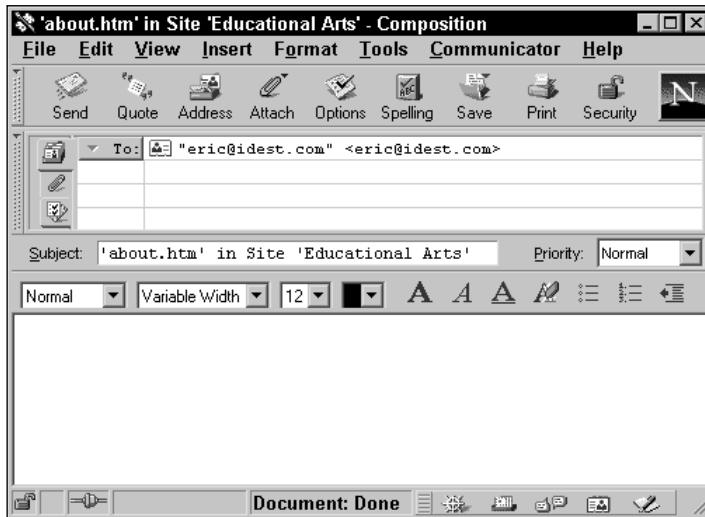 'about.htm' in Site 'Educational Arts' - Composition
File Edit View Insert Format Tools Communicator Help
Send Quote Address Attach Options Spelling Save Print Security
N
To: "eric@idest.com" <eric@idest.com>
Subject: 'about.htm' in Site 'Educational Arts' Priority: Normal
Normal Variable Width 12 A A A
Document: Done